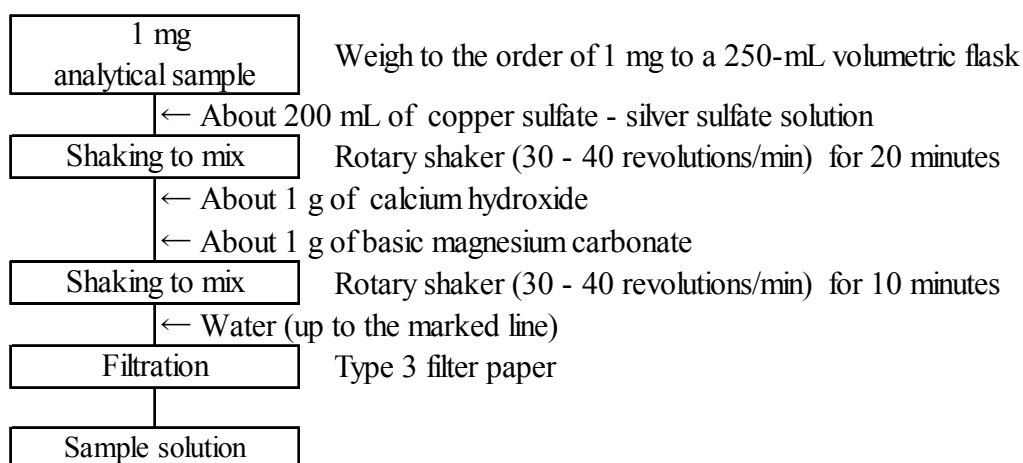 1 mg
analytical sample
Weigh to the order of 1 mg to a 250-mL volumetric flask
← About 200 mL of copper sulfate - silver sulfate solution
Shaking to mix
Rotary shaker (30 - 40 revolutions/min) for 20 minutes
← About 1 g of calcium hydroxide
← About 1 g of basic magnesium carbonate
Shaking to mix
Rotary shaker (30 - 40 revolutions/min) for 10 minutes
← Water (up to the marked line)
Filtration
Type 3 filter paper
Sample solution